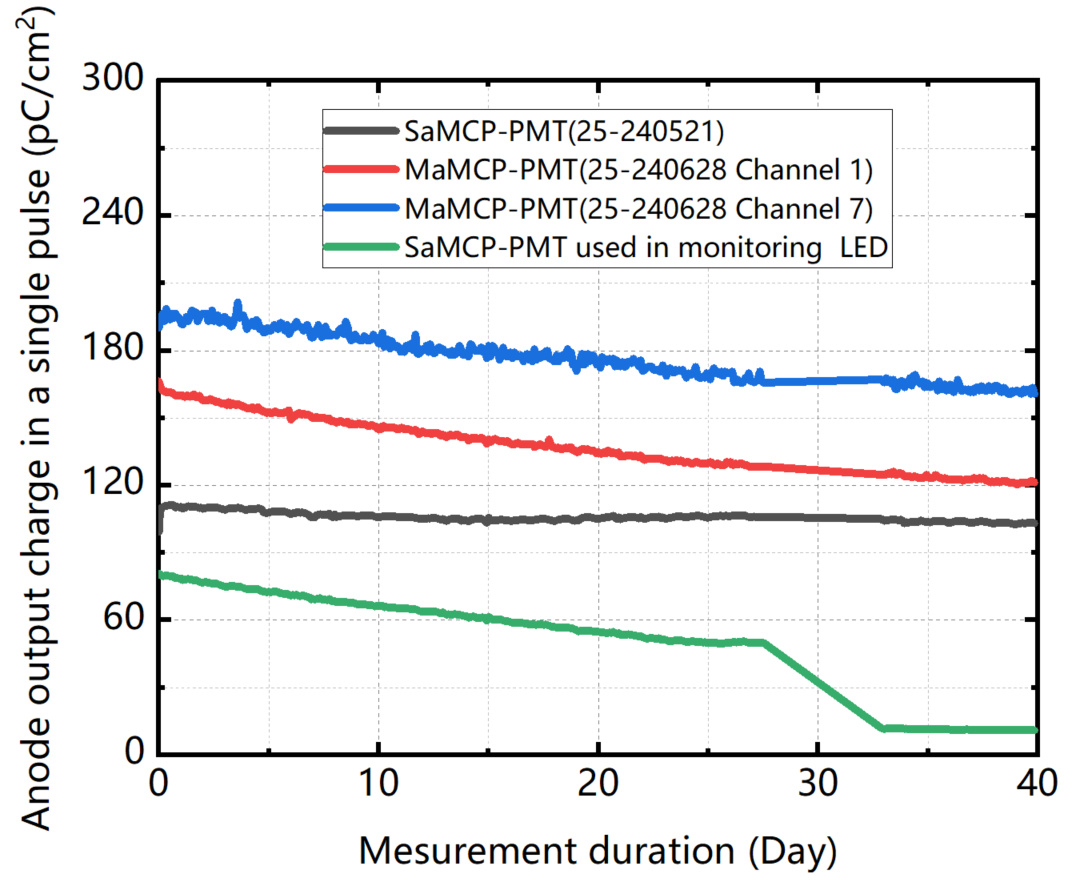 Anode output charge in a single pulse (pC/cm²)
300
240
180
120
60
0
SaMCP-PMT(25-240521)
MaMCP-PMT(25-240628 Channel 1)
MaMCP-PMT(25-240628 Channel 7)
SaMCP-PMT used in monitoring LED
0 10 20 30 40
Mesurement duration (Day)